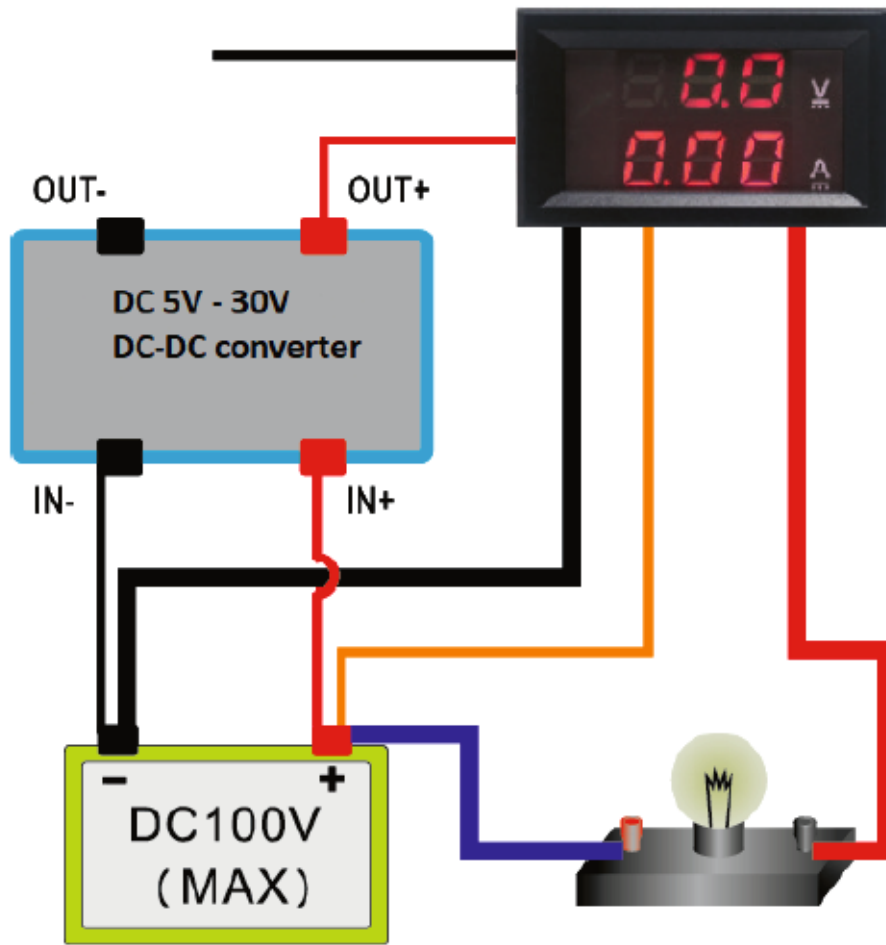 0.0 V
0.00 A
OUT- OUT+
DC 5V - 30V
DC-DC converter
IN- IN+
- +
DC100V
(MAX)